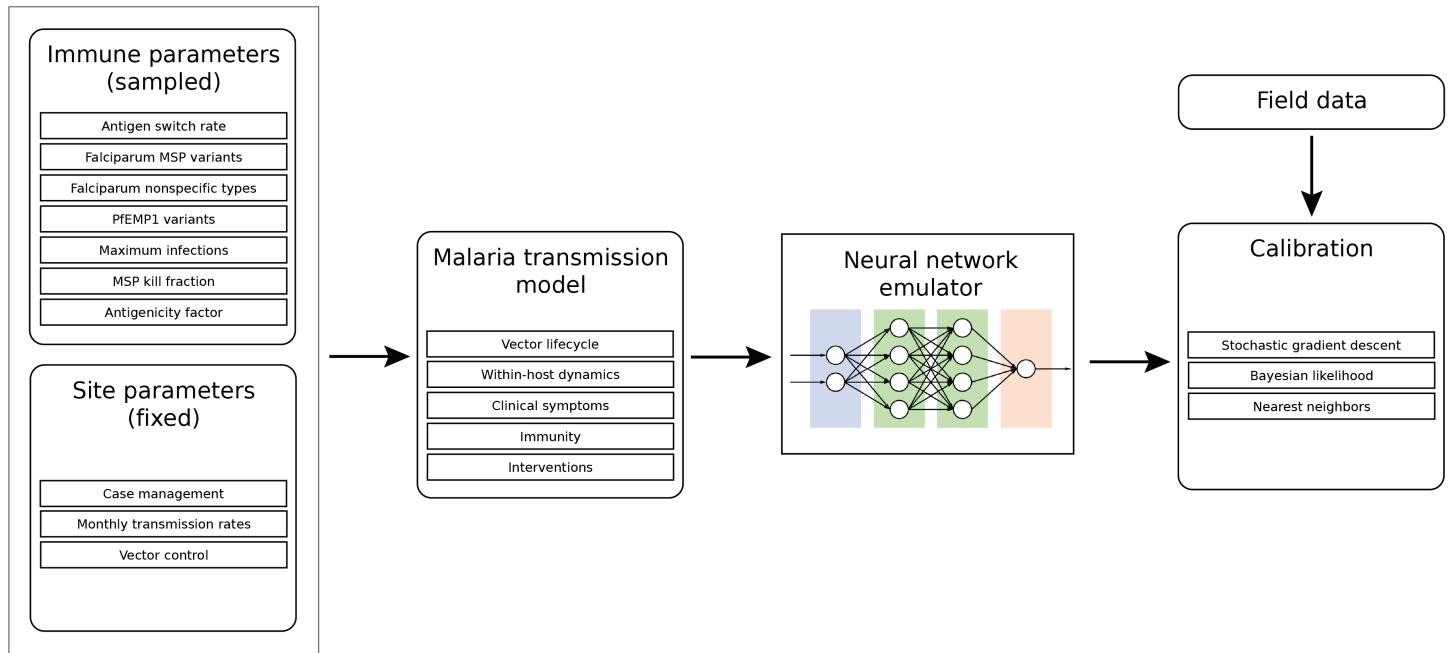 Immune parameters
(sampled)
Antigen switch rate
Falciparum MSP variants
Falciparum nonspecific types
PfEMP1 variants
Maximum infections
MSP kill fraction
Antigenicity factor
Site parameters
(fixed)
Case management
Monthly transmission rates
Vector control
Malaria transmission
model
Vector lifecycle
Within-host dynamics
Clinical symptoms
Immunity
Interventions
Neural network
emulator
Field data
Calibration
Stochastic gradient descent
Bayesian likelihood
Nearest neighbors